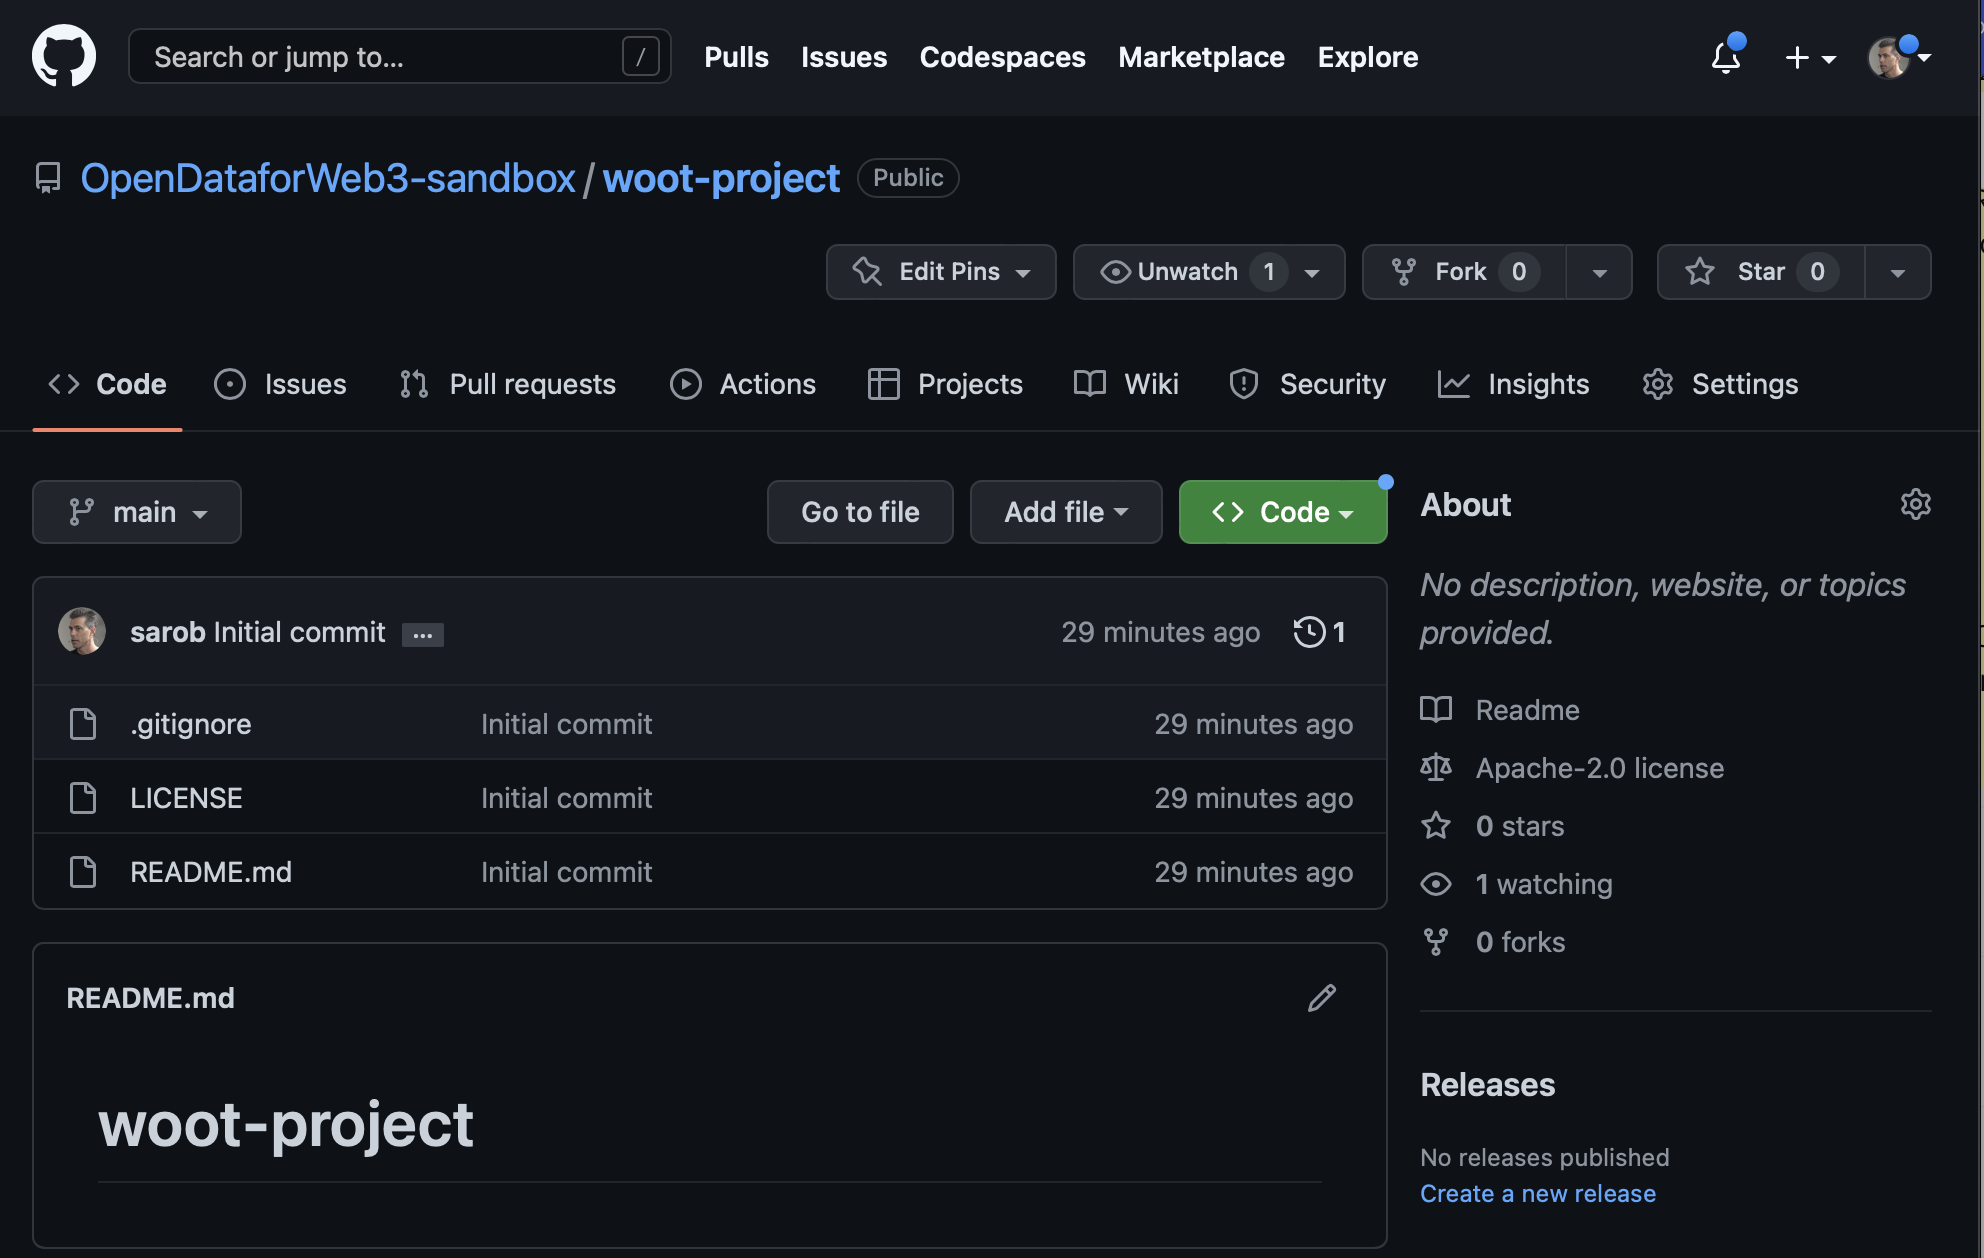 Search or jump to... /
Pulls Issues Codespaces Marketplace Explore
OpenDataforWeb3-sandbox / woot-project Public
Edit Pins Unwatch 1 Fork 0 Star 0
Code Issues Pull requests Actions Projects Wiki Security Insights Settings
main Go to file Add file Code
sarob Initial commit ... 29 minutes ago 1
.gitignore Initial commit 29 minutes ago
LICENSE Initial commit 29 minutes ago
README.md Initial commit 29 minutes ago
README.md
woot-project
About
No description, website, or topics
provided.
Readme
Apache-2.0 license
0 stars
1 watching
0 forks
Releases
No releases published
Create a new release